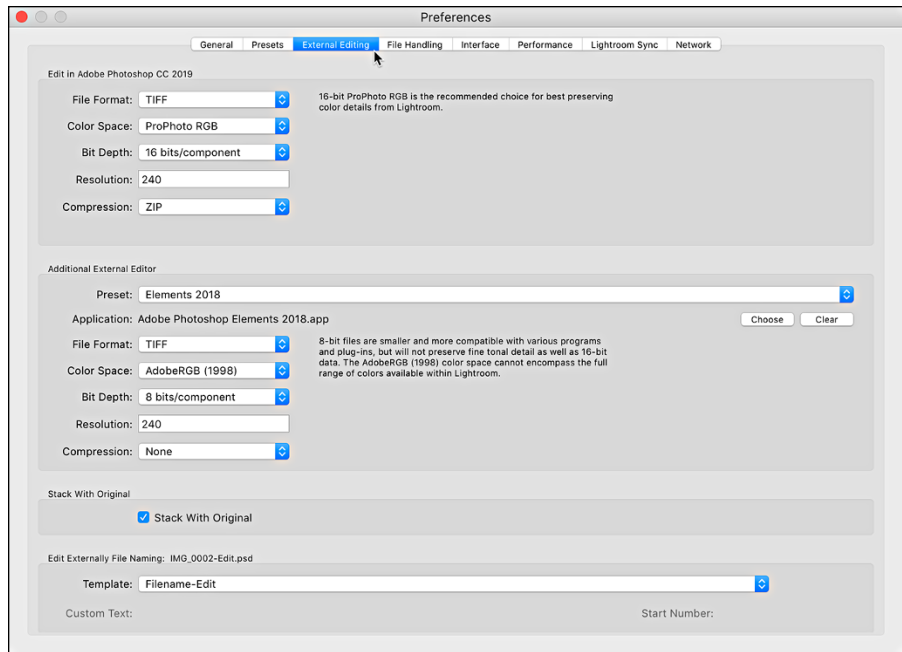 Preferences
General Presets External Editing File Handling Interface Performance Lightroom Sync Network
Edit in Adobe Photoshop CC 2019
File Format: TIFF
16-bit ProPhoto RGB is the recommended choice for best preserving
color details from Lightroom.
Color Space: ProPhoto RGB
Bit Depth: 16 bits/component
Resolution: 240
Compression: ZIP
Additional External Editor
Preset: Elements 2018
Application: Adobe Photoshop Elements 2018.app Choose Clear
File Format: TIFF
8-bit files are smaller and more compatible with various programs
and plug-ins, but will not preserve fine tonal detail as well as 16-bit
data. The AdobeRGB (1998) color space cannot encompass the full
range of colors available within Lightroom.
Color Space: AdobeRGB (1998)
Bit Depth: 8 bits/component
Resolution: 240
Compression: None
Stack With Original
Stack With Original
Edit Externally File Naming: IMG_0002-Edit.psd
Template: Filename-Edit
Custom Text: Start Number: